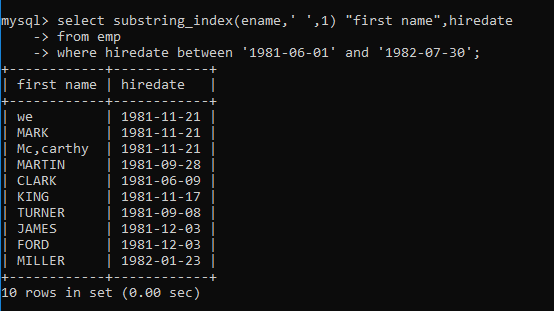 mysql> select substring_index(ename,' ',1) "first name",hiredate
    -> from emp
    -> where hiredate between '1981-06-01' and '1982-07-30';
+------------+------------+
| first name | hiredate   |
+------------+------------+
| we         | 1981-11-21 |
| MARK       | 1981-11-21 |
| Mc,carthy  | 1981-11-21 |
| MARTIN     | 1981-09-28 |
| CLARK      | 1981-06-09 |
| KING       | 1981-11-17 |
| TURNER     | 1981-09-08 |
| JAMES      | 1981-12-03 |
| FORD       | 1981-12-03 |
| MILLER     | 1982-01-23 |
+------------+------------+
10 rows in set (0.00 sec)